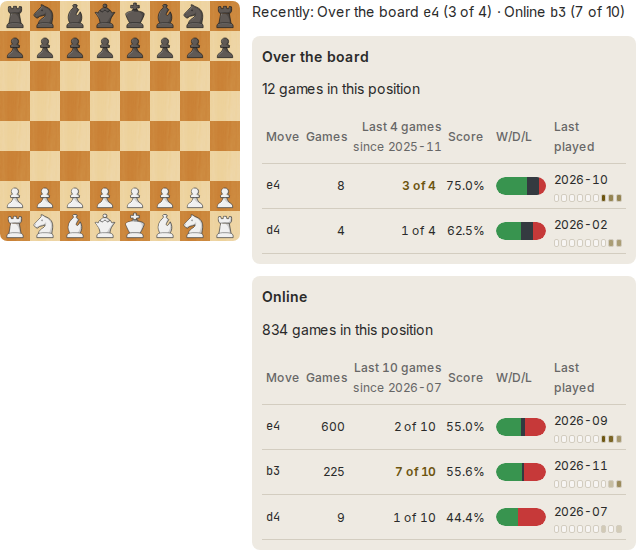 Recently: Over the board e4 (3 of 4) · Online b3 (7 of 10)
Over the board
12 games in this position
Move Games Last 4 games since 2025-11 Score W/D/L Last played
e4 8 3 of 4 75.0% 2026-10
d4 4 1 of 4 62.5% 2026-02
Online
834 games in this position
Move Games Last 10 games since 2026-07 Score W/D/L Last played
e4 600 2 of 10 55.0% 2026-09
b3 225 7 of 10 55.6% 2026-11
d4 9 1 of 10 44.4% 2026-07